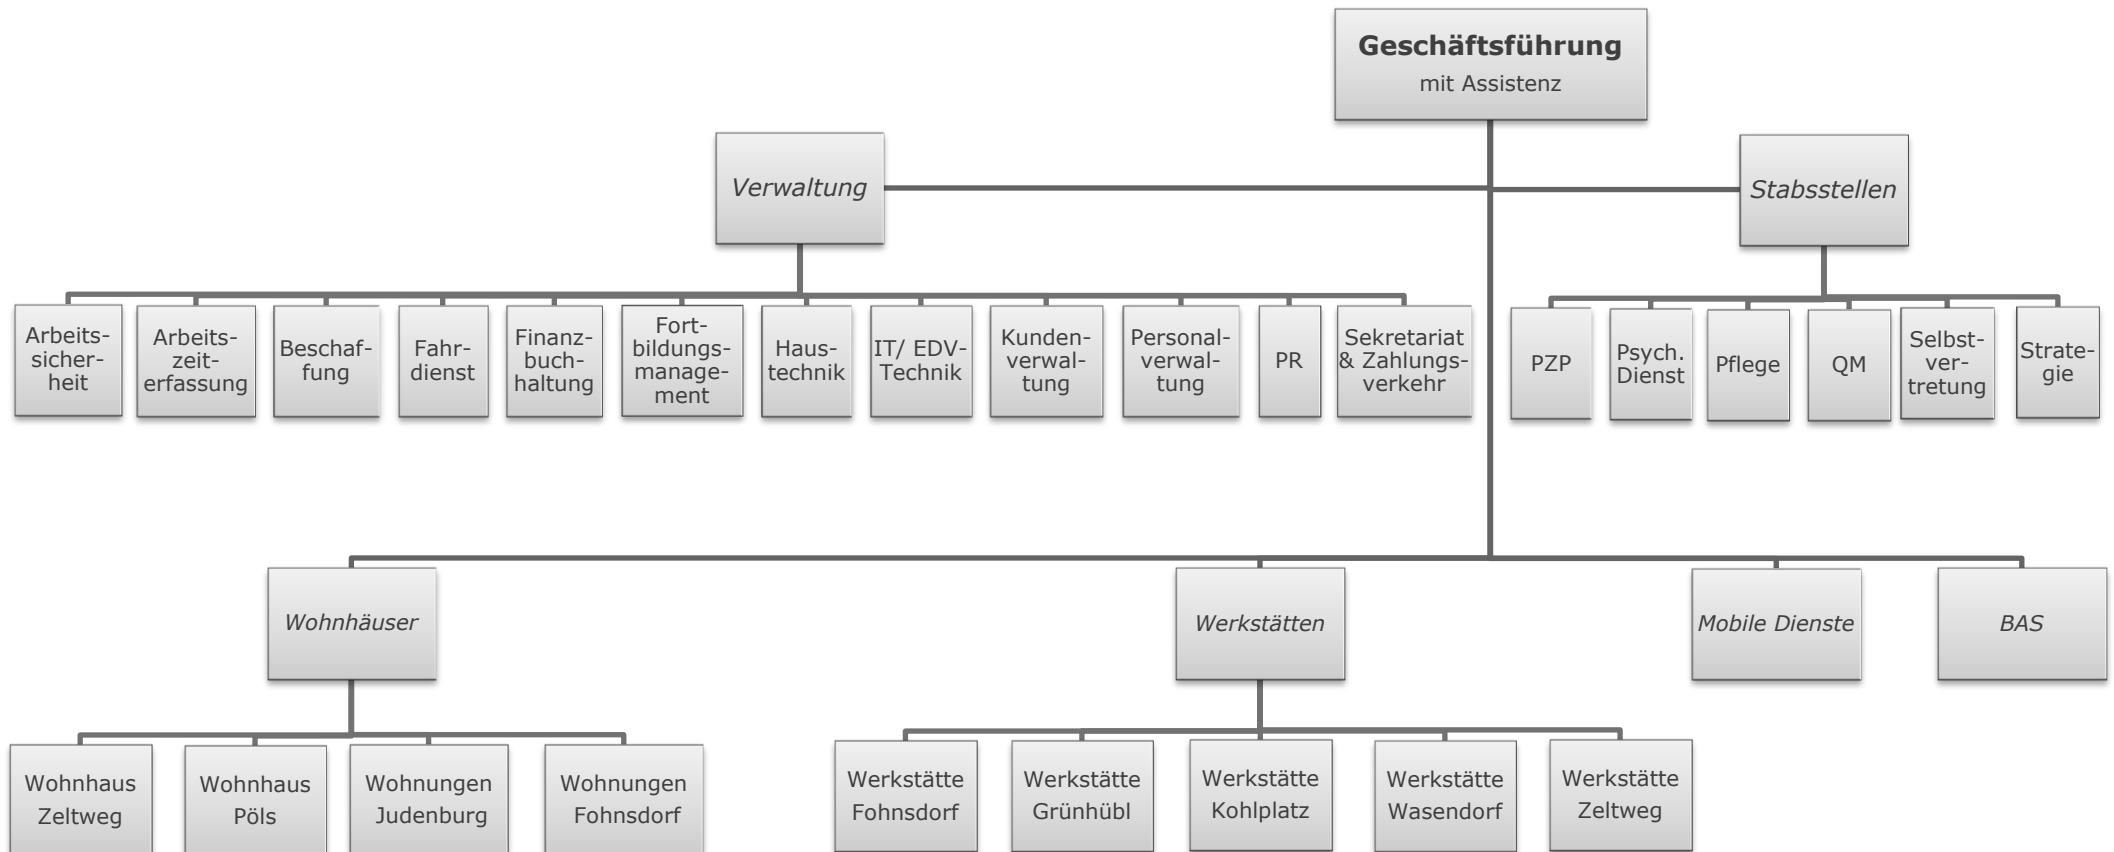 Geschäftsführung
mit Assistenz
Verwaltung
Stabsstellen
Arbeits-
sicher-
heit
Arbeits-
zeit-
erfassung
Beschaf-
fung
Fahr-
dienst
Finanz-
buch-
haltung
Fort-
bildungs-
manage-
ment
Haus-
technik
IT/ EDV-
Technik
Kunden-
verwal-
tung
Personal-
verwal-
tung
PR
Sekretariat
& Zahlungs-
verkehr
PZP
Psych.
Dienst
Pflege
QM
Selbst-
ver-
tretung
Strate-
gie
Wohnhäuser
Werkstätten
Mobile Dienste
BAS
Wohnhaus
Zeltweg
Wohnhaus
Pöls
Wohnungen
Judenburg
Wohnungen
Fohnsdorf
Werkstätte
Fohnsdorf
Werkstätte
Grünhübl
Werkstätte
Kohlplatz
Werkstätte
Wasendorf
Werkstätte
Zeltweg